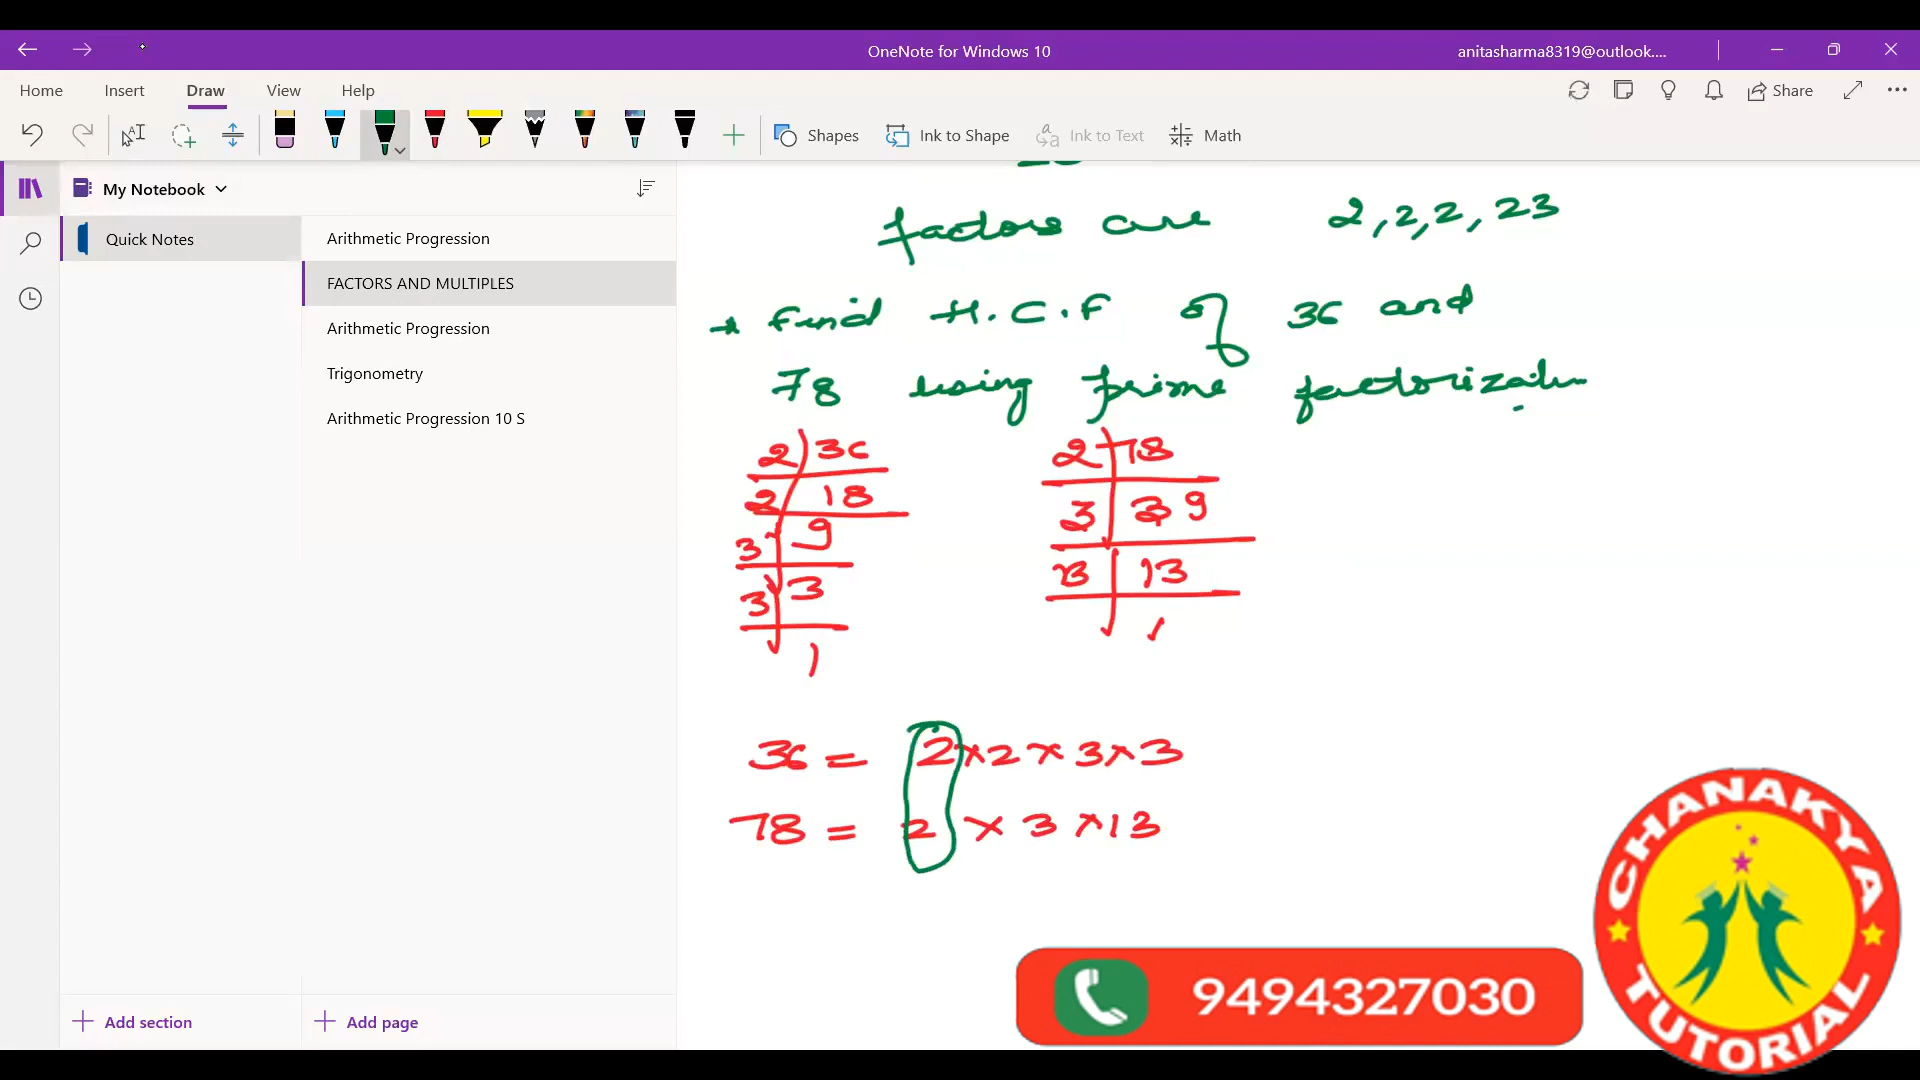 OneNote for Windows 10
anitasharma8319@outlook....
Home Insert Draw View Help
Share
Shapes Ink to Shape Ink to Text Math
My Notebook
Quick Notes
Arithmetic Progression
FACTORS AND MULTIPLES
Arithmetic Progression
Trigonometry
Arithmetic Progression 10 S
Add section
Add page
factors are 2,2,2,23
* Find H.C.F of 36 and
78 using prime factorization
2 36
2 18
3 9
3 3
1
2 78
3 39
13 13
1
36 = 2×2×3×3
78 = 2 × 3 ×13
9494327030
CHANAKYA
TUTORIAL